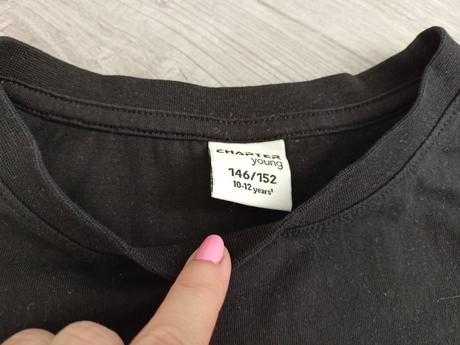 CHAPTER
young
146/152
10-12 years¹